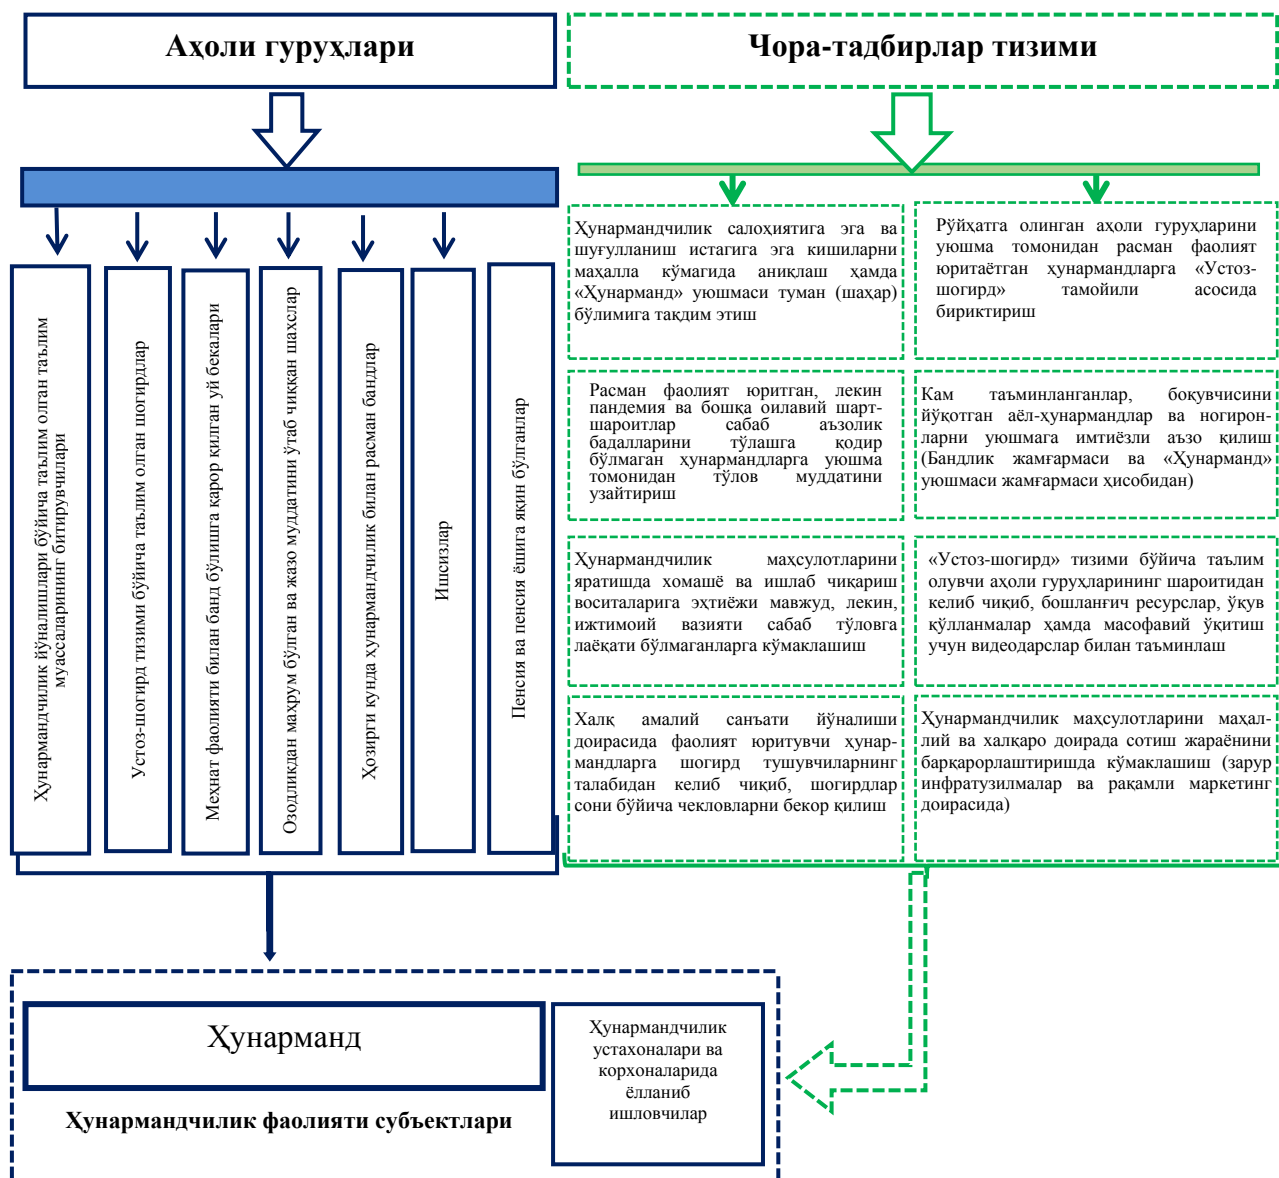 Аҳоли гуруҳлари
Чора-тадбирлар тизими
Ҳунармандчилик йўналишлари бўйича таълим олган таълим
муассаларининг битирувчилари
Устоз-шогирд тизими бўйича таълим олган шогирдлар
Меҳнат фаолияти билан банд бўлишга қарор қилган уй бекалари
Озодликдан маҳрум бўлган ва жазо муддатини ўтаб чиққан шахслар
Ҳозирги кунда ҳунармандчилик билан расман бандлар
Ишсизлар
Пенсия ва пенсия ёшига яқин бўлганлар
Ҳунармандчилик салоҳиятига эга ва
шуғулланиш истагига эга кишиларни
маҳалла кўмагида аниқлаш ҳамда
«Ҳунарманд» уюшмаси туман (шаҳар)
бўлимига тақдим этиш
Рўйҳатга олинган аҳоли гуруҳларини
уюшма томонидан расман фаолият
юритаётган ҳунармандларга «Устоз-
шогирд» тамойили асосида
бириктириш
Расман фаолият юритган, лекин
пандемия ва бошқа оилавий шарт-
шароитлар сабаб аъзолик
бадалларини тўлашга қодир
бўлмаган ҳунармандларга уюшма
томонидан тўлов муддатини
узайтириш
Кам таъминланганлар, боқувчисини
йўқотган аёл-ҳунармандлар ва ногирон-
ларни уюшмага имтиёзли аъзо қилиш
(Бандлик жамғармаси ва «Ҳунарманд»
уюшмаси жамғармаси ҳисобидан)
Ҳунармандчилик маҳсулотларини
яратишда хомашё ва ишлаб чиқариш
воситаларига эҳтиёжи мавжуд, лекин,
ижтимоий вазияти сабаб тўловга
лаёқати бўлмаганларга кўмаклашиш
«Устоз-шогирд» тизими бўйича таълим
олувчи аҳоли гуруҳларининг шароитидан
келиб чиқиб, бошланғич ресурслар, ўқув
қўлланмалар ҳамда масофавий ўқитиш
учун видеодарслар билан таъминлаш
Халқ амалий санъати йўналиши
доирасида фаолият юритувчи ҳунар-
мандларга шогирд тушувчиларнинг
талабидан келиб чиқиб, шогирдлар
сони бўйича чекловларни бекор қилиш
Ҳунармандчилик маҳсулотларини маҳал-
лий ва халқаро доирада сотиш жараёнини
барқарорлаштиришда кўмаклашиш (зарур
инфратузилмалар ва рақамли маркетинг
доирасида)
Ҳунарманд
Ҳунармандчилик
устахоналари ва
корхоналарида
ёлланиб
ишловчилар
Ҳунармандчилик фаолияти субъектлари